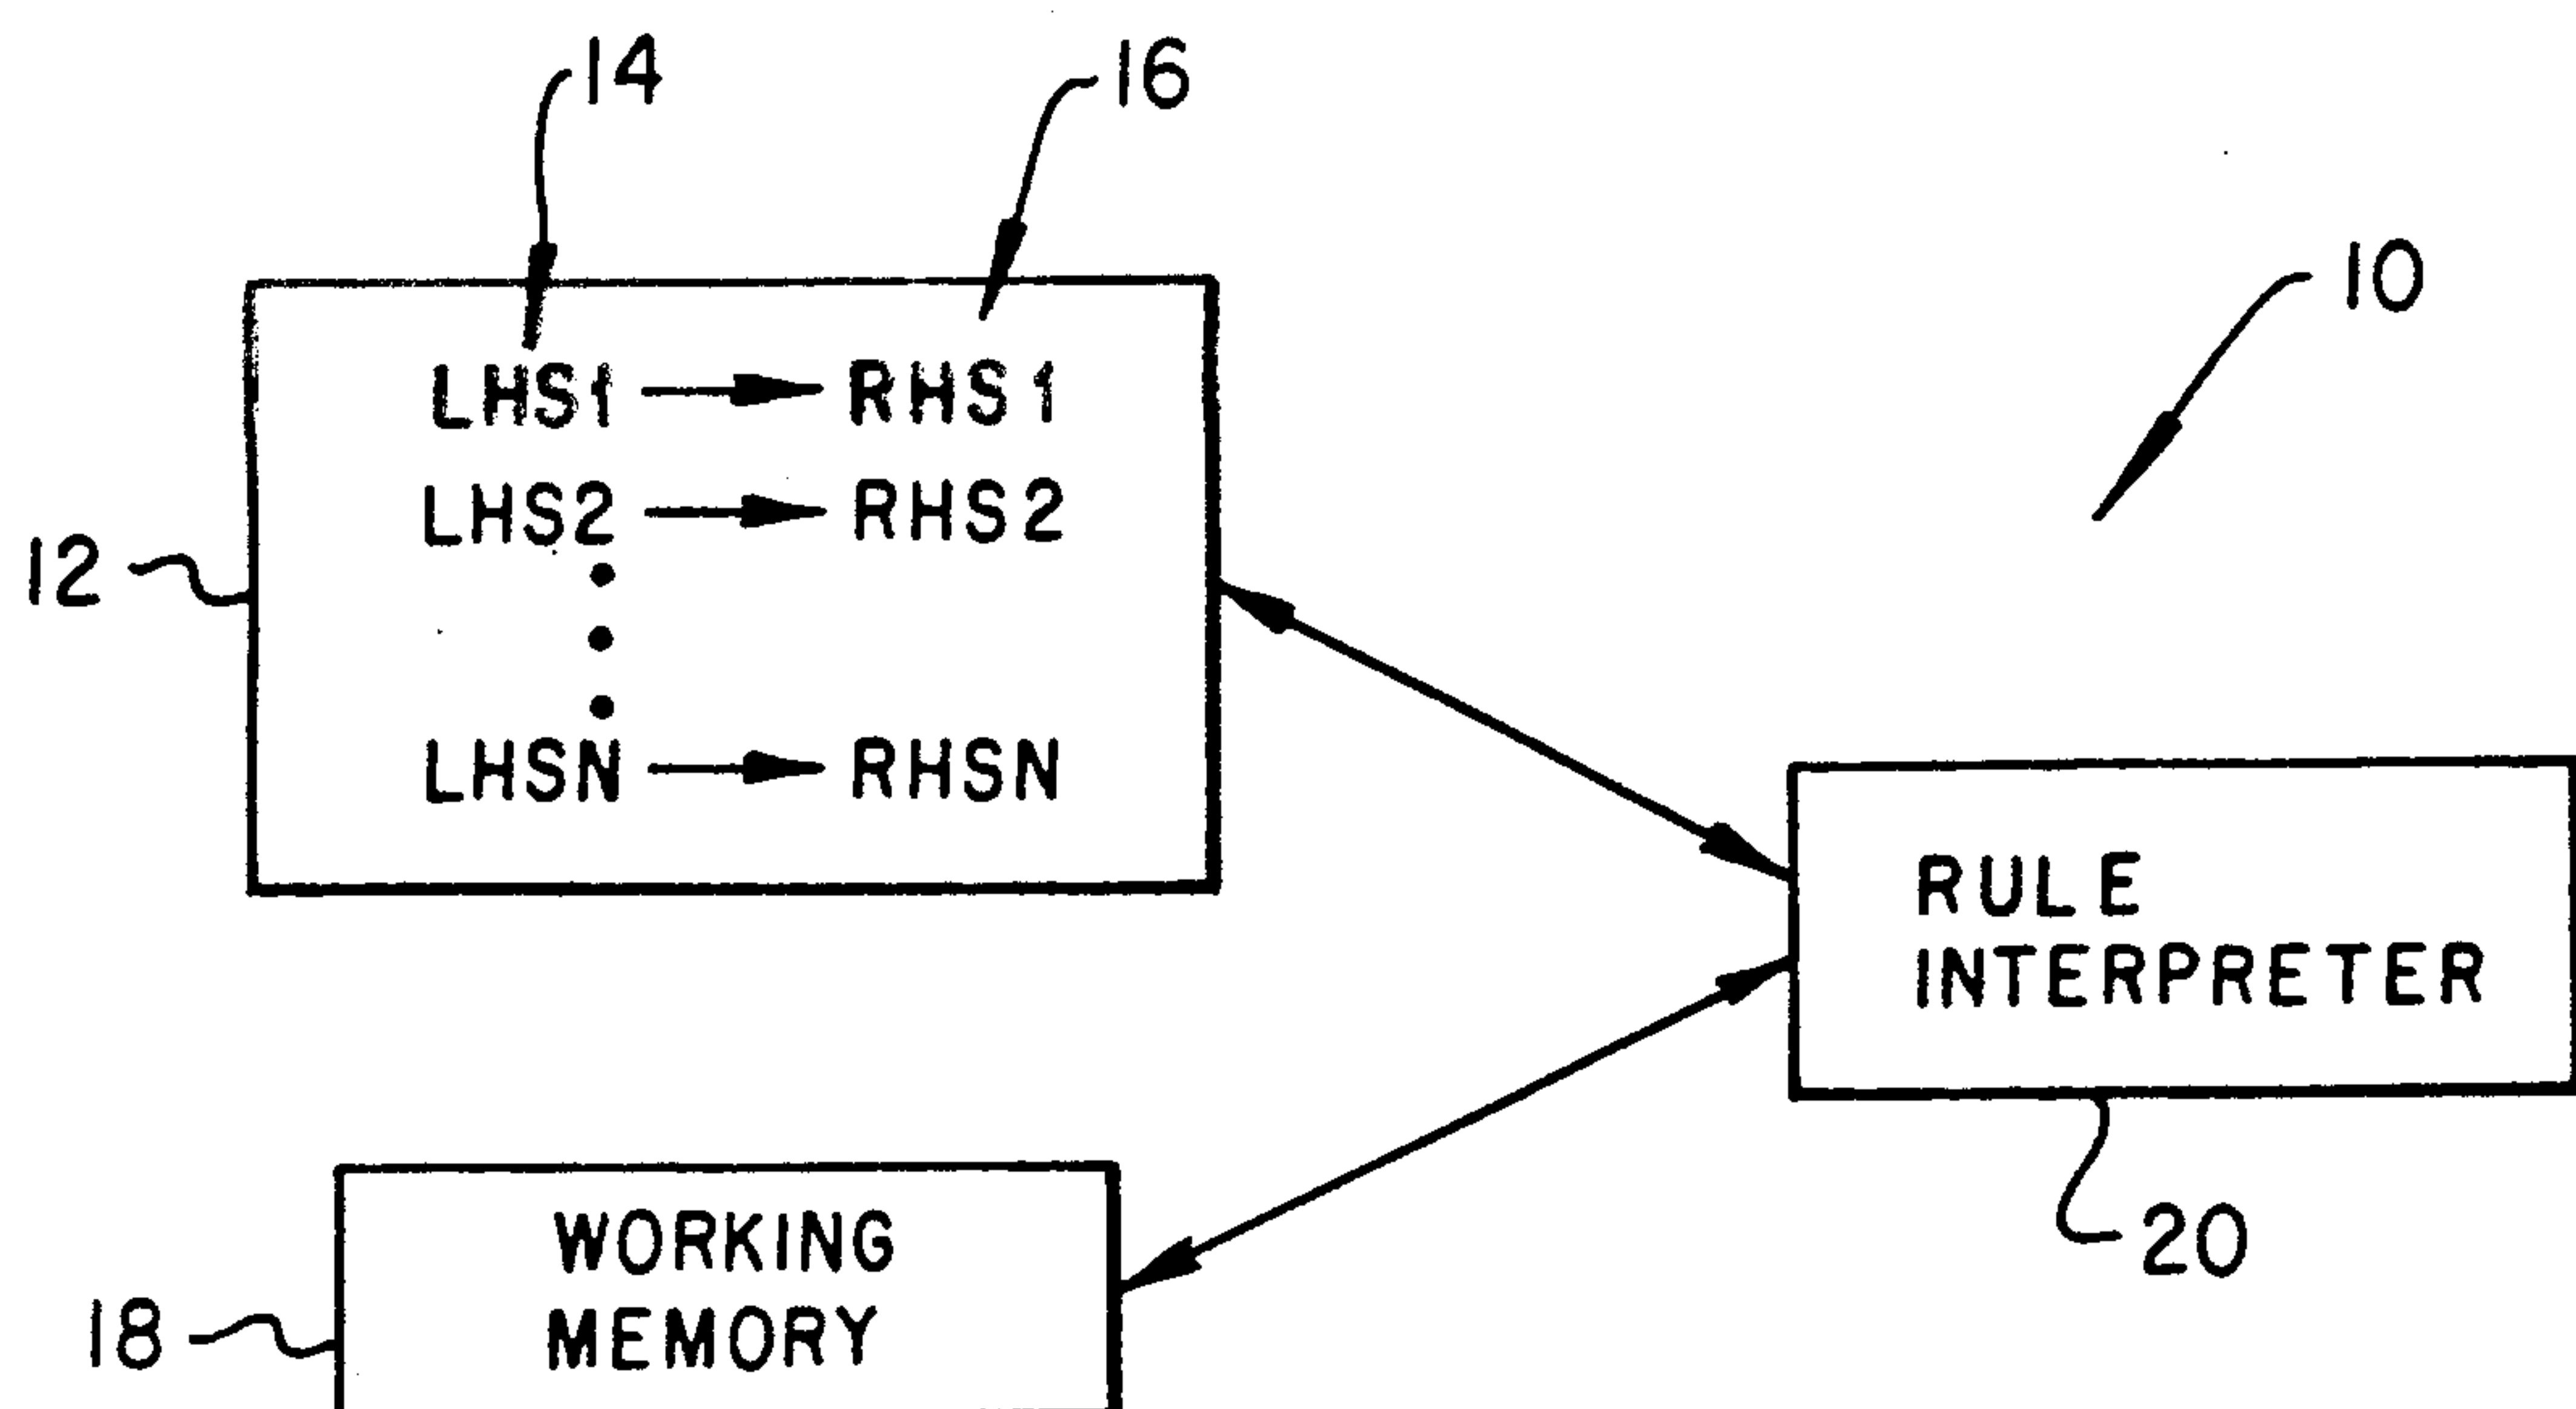 14
16
10
LHS1 → RHS1
LHS2 → RHS2
12
LHSN → RHSN
RULE
INTERPRETER
20
WORKING
MEMORY
18